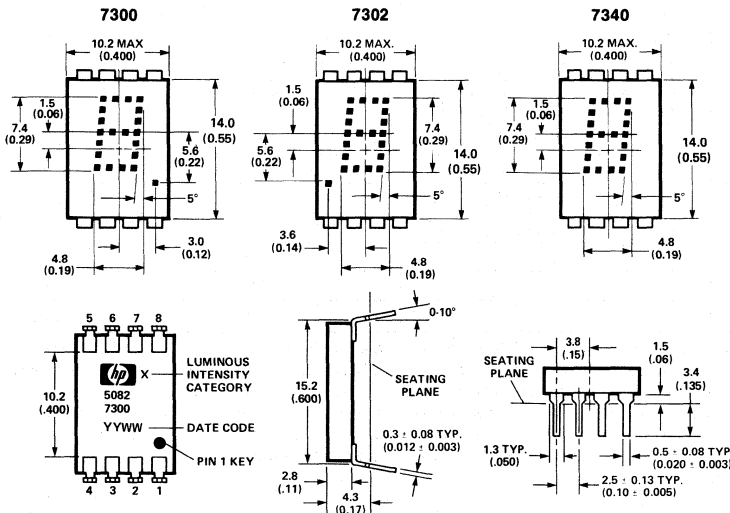 7300
10.2 MAX
(0.400)
1.5
(0.06)
7.4
(0.29)
14.0
(0.55)
5.6
(0.22)
5°
3.0
(0.12)
4.8
(0.19)
7302
10.2 MAX.
(0.400)
1.5
(0.06)
7.4
(0.29)
5.6
(0.22)
14.0
(0.55)
5°
3.6
(0.14)
4.8
(0.19)
7340
10.2 MAX.
(0.400)
1.5
(0.06)
7.4
(0.29)
14.0
(0.55)
5°
4.8
(0.19)
5 6 7 8
hp X
LUMINOUS
INTENSITY
CATEGORY
5082
7300
YYWW
DATE CODE
PIN 1 KEY
10.2
(.400)
4 3 2 1
0-10°
15.2
(.600)
SEATING
PLANE
0.3 ± 0.08 TYP.
(0.012 ± 0.003)
2.8
(.11)
4.3
(0.17)
3.8
(.15)
SEATING
PLANE
1.5
(.06)
3.4
(.135)
1.3 TYP.
(.050)
0.5 ± 0.08 TYP.
(0.020 ± 0.003)
2.5 ± 0.13 TYP.
(0.10 ± 0.005)